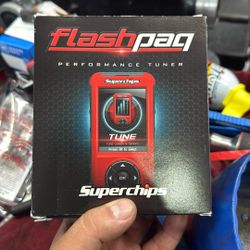 flashpaq
PERFORMANCE TUNER
Superchips
TUNE
Superchips